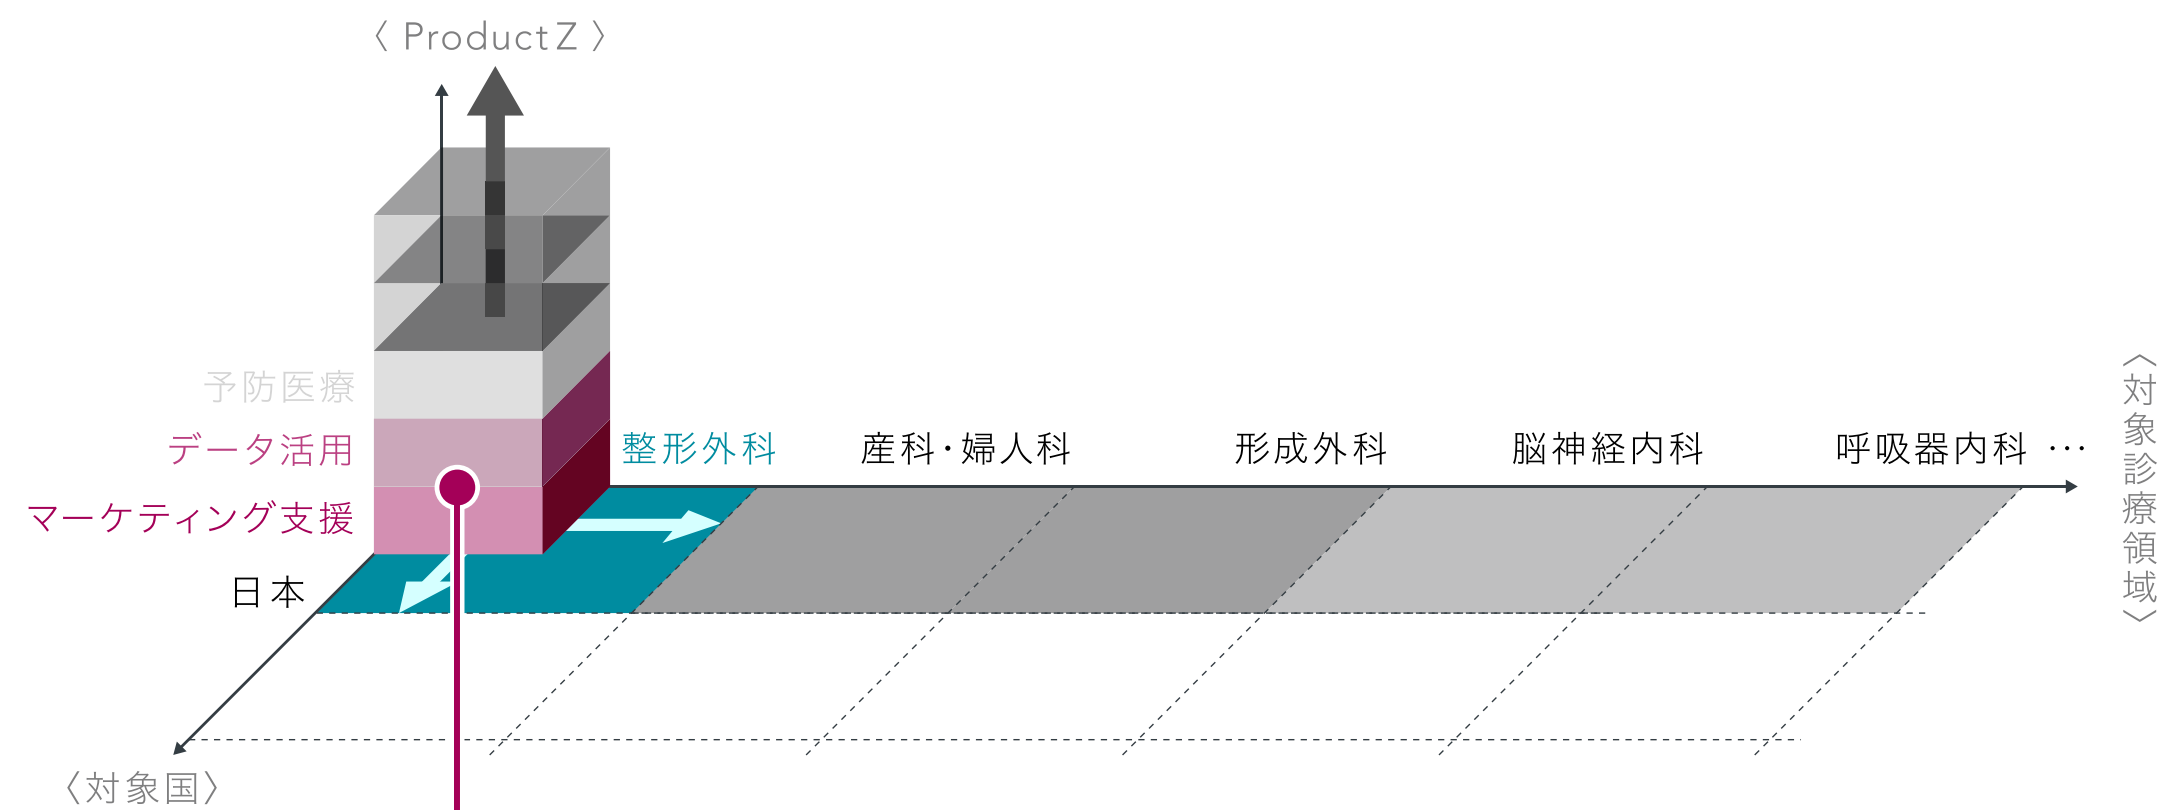 〈 ProductZ 〉
予防医療
データ活用
マーケティング支援
日本
〈対象国〉
整形外科
産科・婦人科
形成外科
脳神経内科
呼吸器内科 …
〈対象診療領域〉